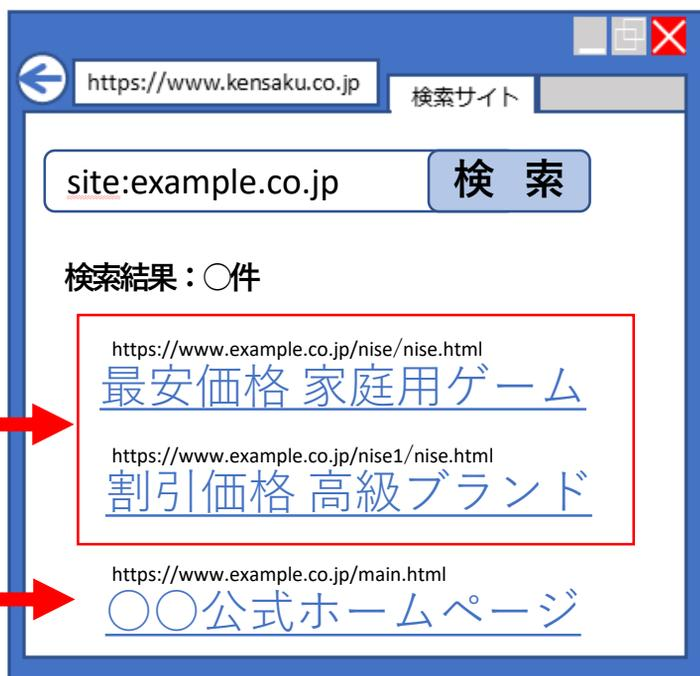 https://www.kensaku.co.jp
検索サイト
site:example.co.jp
検 索
検索結果：○件
https://www.example.co.jp/nise/nise.html
最安価格 家庭用ゲーム
https://www.example.co.jp/nise1/nise.html
割引価格 高級ブランド
https://www.example.co.jp/main.html
○○公式ホームページ